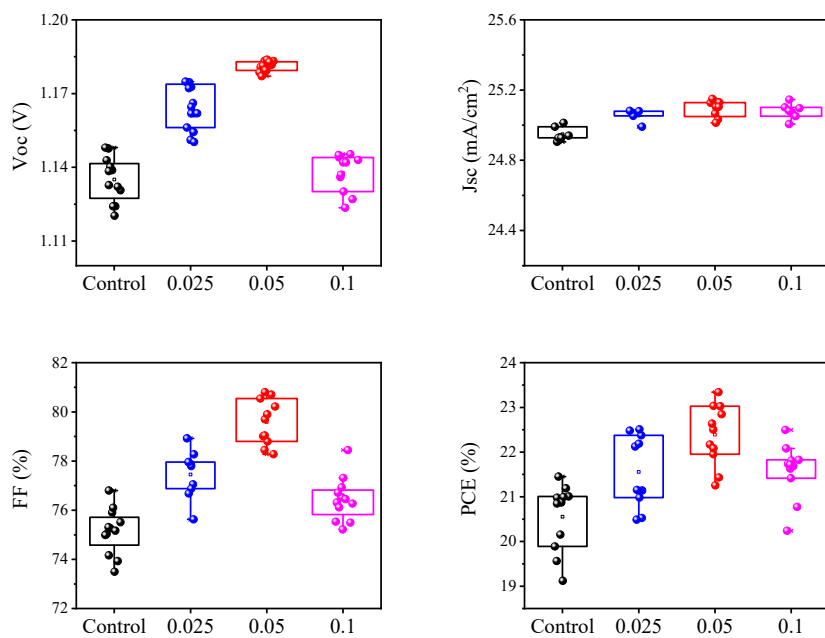 1.20
1.17
1.14
1.11
Voc (V)
Control 0.025 0.05 0.1
25.6
25.2
24.8
24.4
Jsc (mA/cm²)
Control 0.025 0.05 0.1
82
80
78
76
74
72
FF (%)
Control 0.025 0.05 0.1
24
23
22
21
20
19
PCE (%)
Control 0.025 0.05 0.1